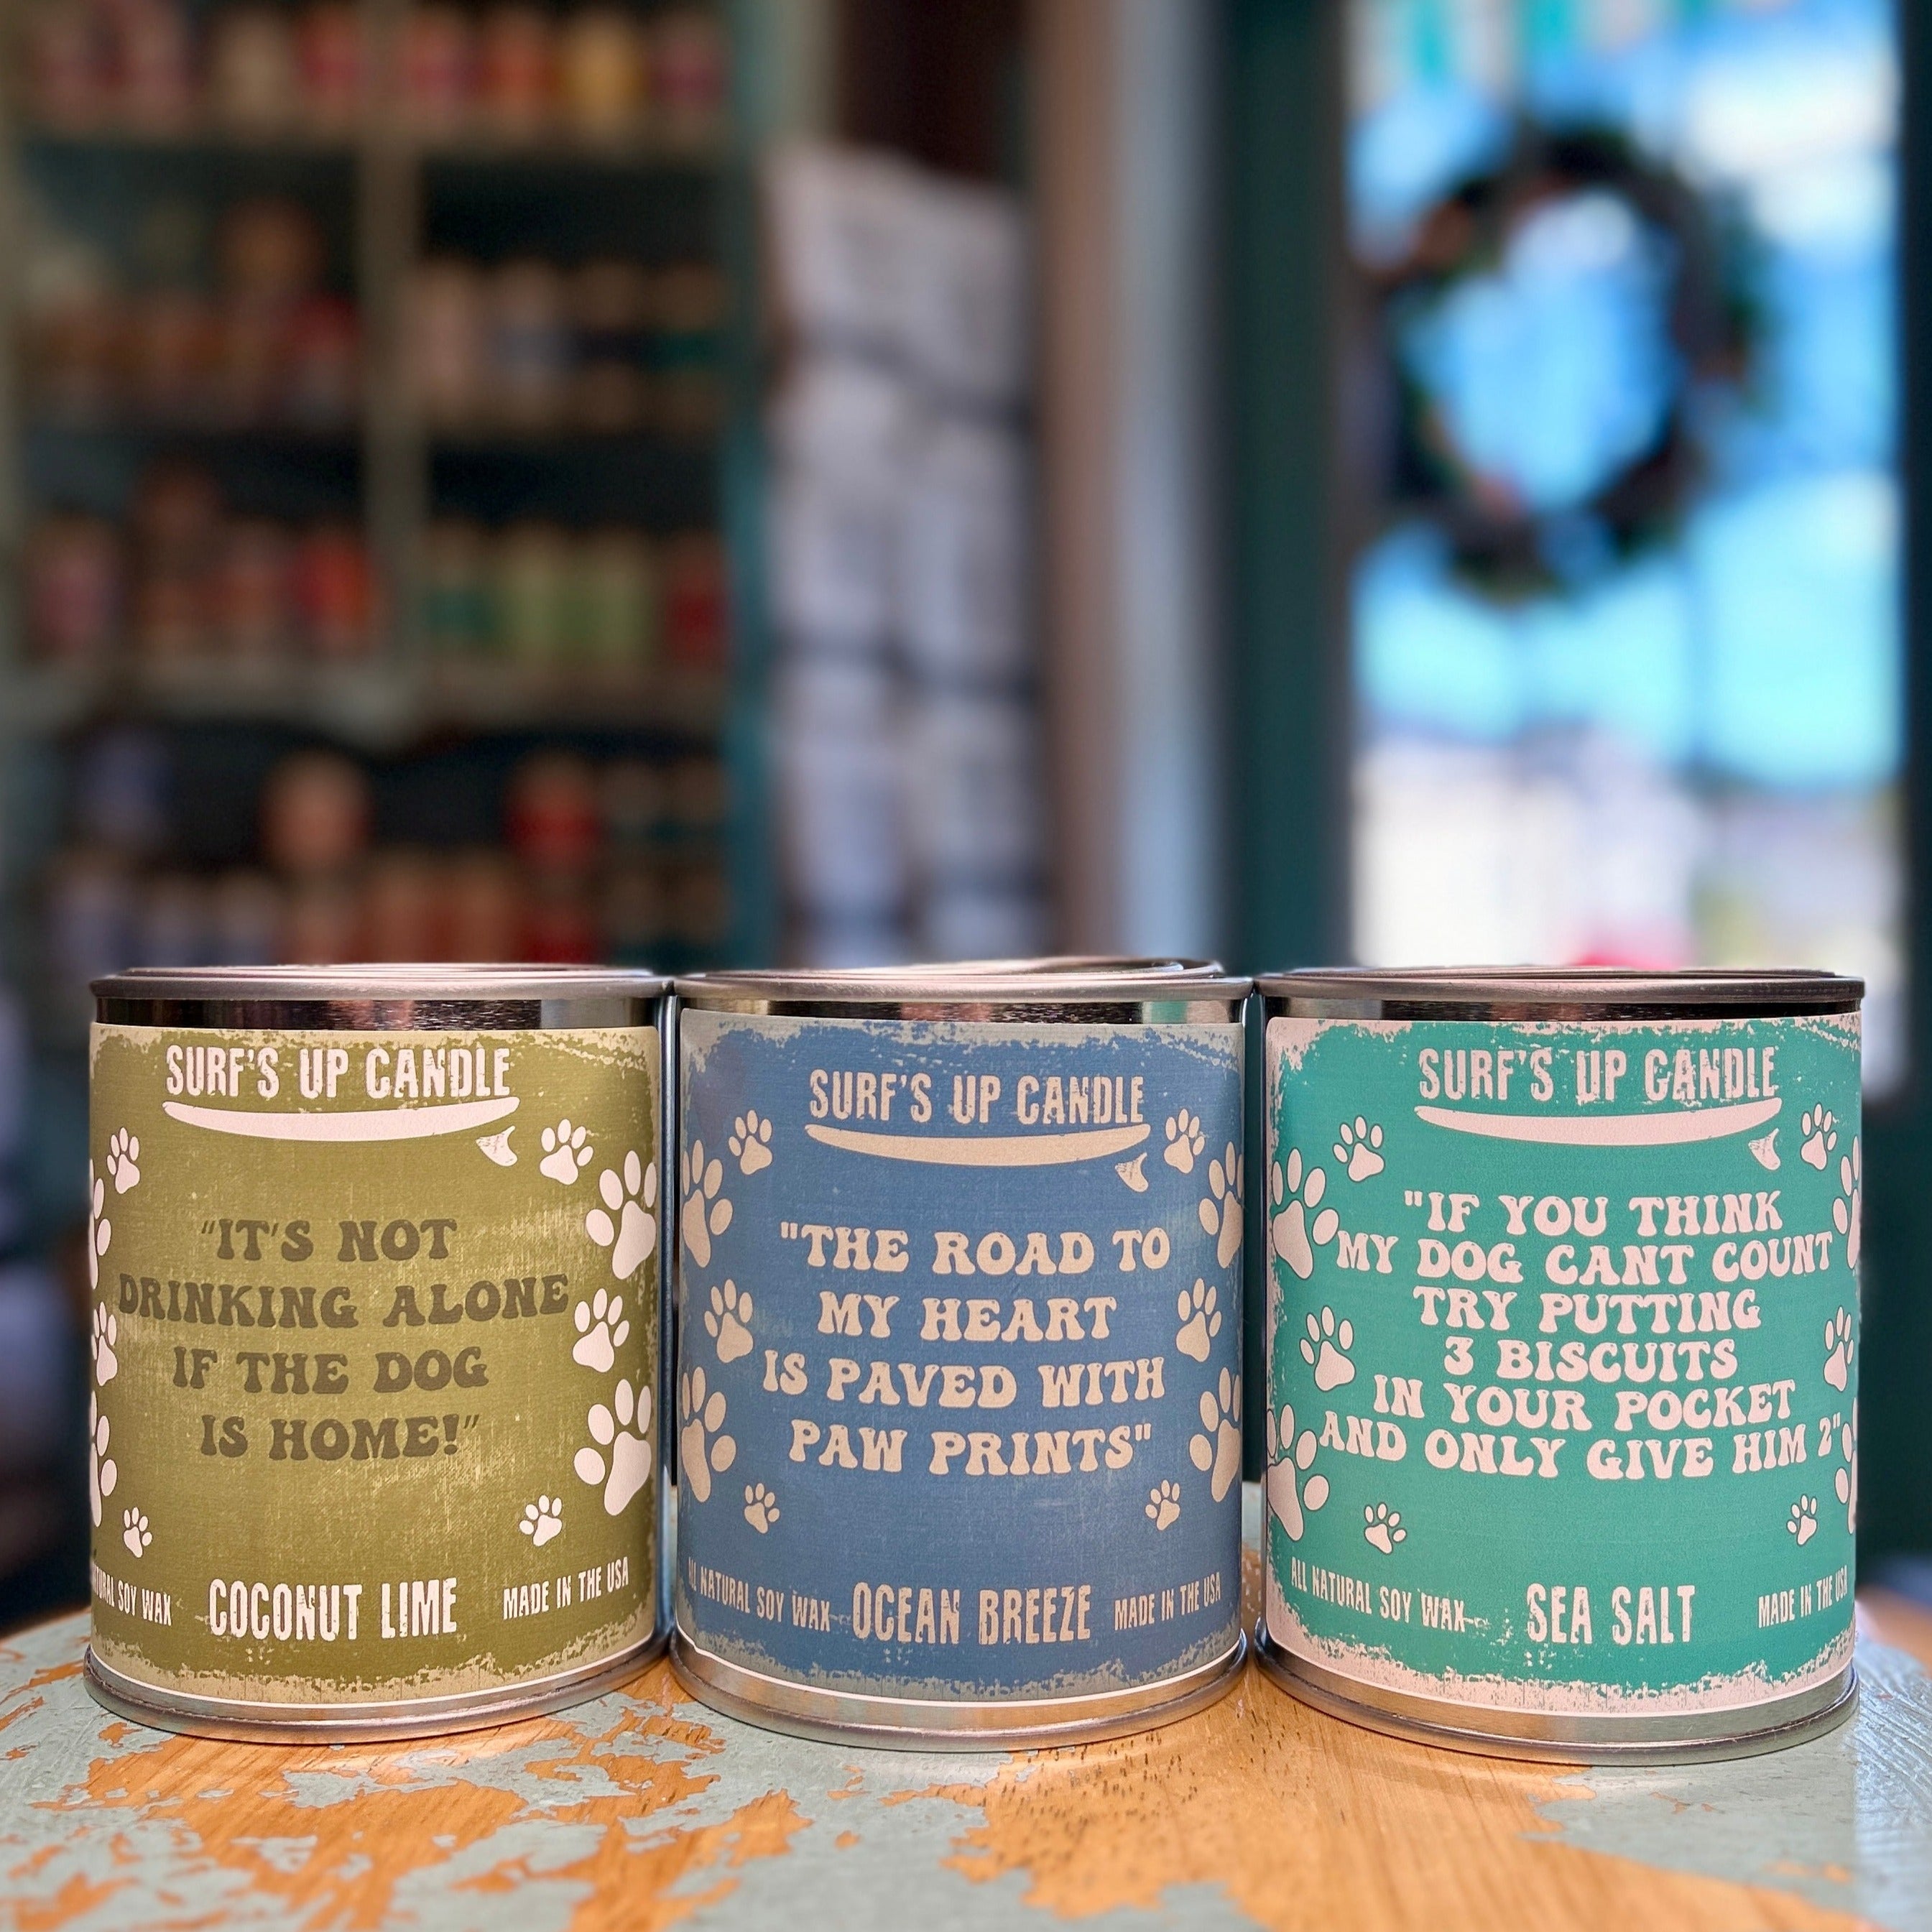 SURF'S UP CANDLE
"IT'S NOT
DRINKING ALONE
IF THE DOG
IS HOME!"
SOY WAX
COCONUT LIME
MADE IN THE USA
SURF'S UP CANDLE
"THE ROAD TO
MY HEART
IS PAVED WITH
PAW PRINTS"
ALL NATURAL SOY WAX
OCEAN BREEZE
MADE IN THE USA
SURF'S UP CANDLE
"IF YOU THINK
MY DOG CANT COUNT
TRY PUTTING
3 BISCUITS
IN YOUR POCKET
AND ONLY GIVE HIM 2"
ALL NATURAL SOY WAX
SEA SALT
MADE IN THE USA